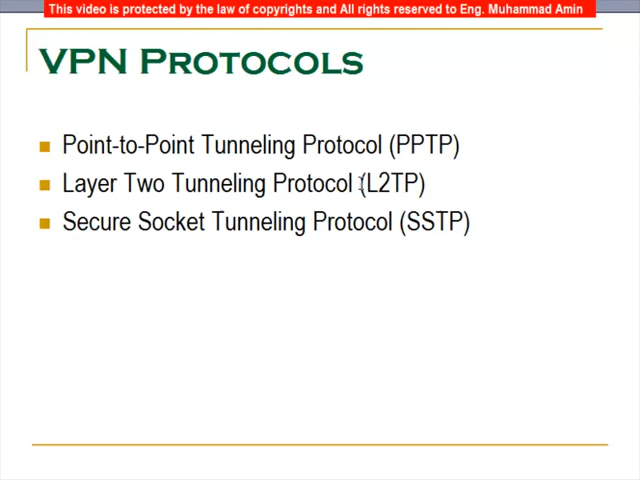 This video is protected by the law of copyrights and All rights reserved to Eng. Muhammad Amin
VPN PROTOCOLS
Point-to-Point Tunneling Protocol (PPTP)
Layer Two Tunneling Protocol (L2TP)
Secure Socket Tunneling Protocol (SSTP)